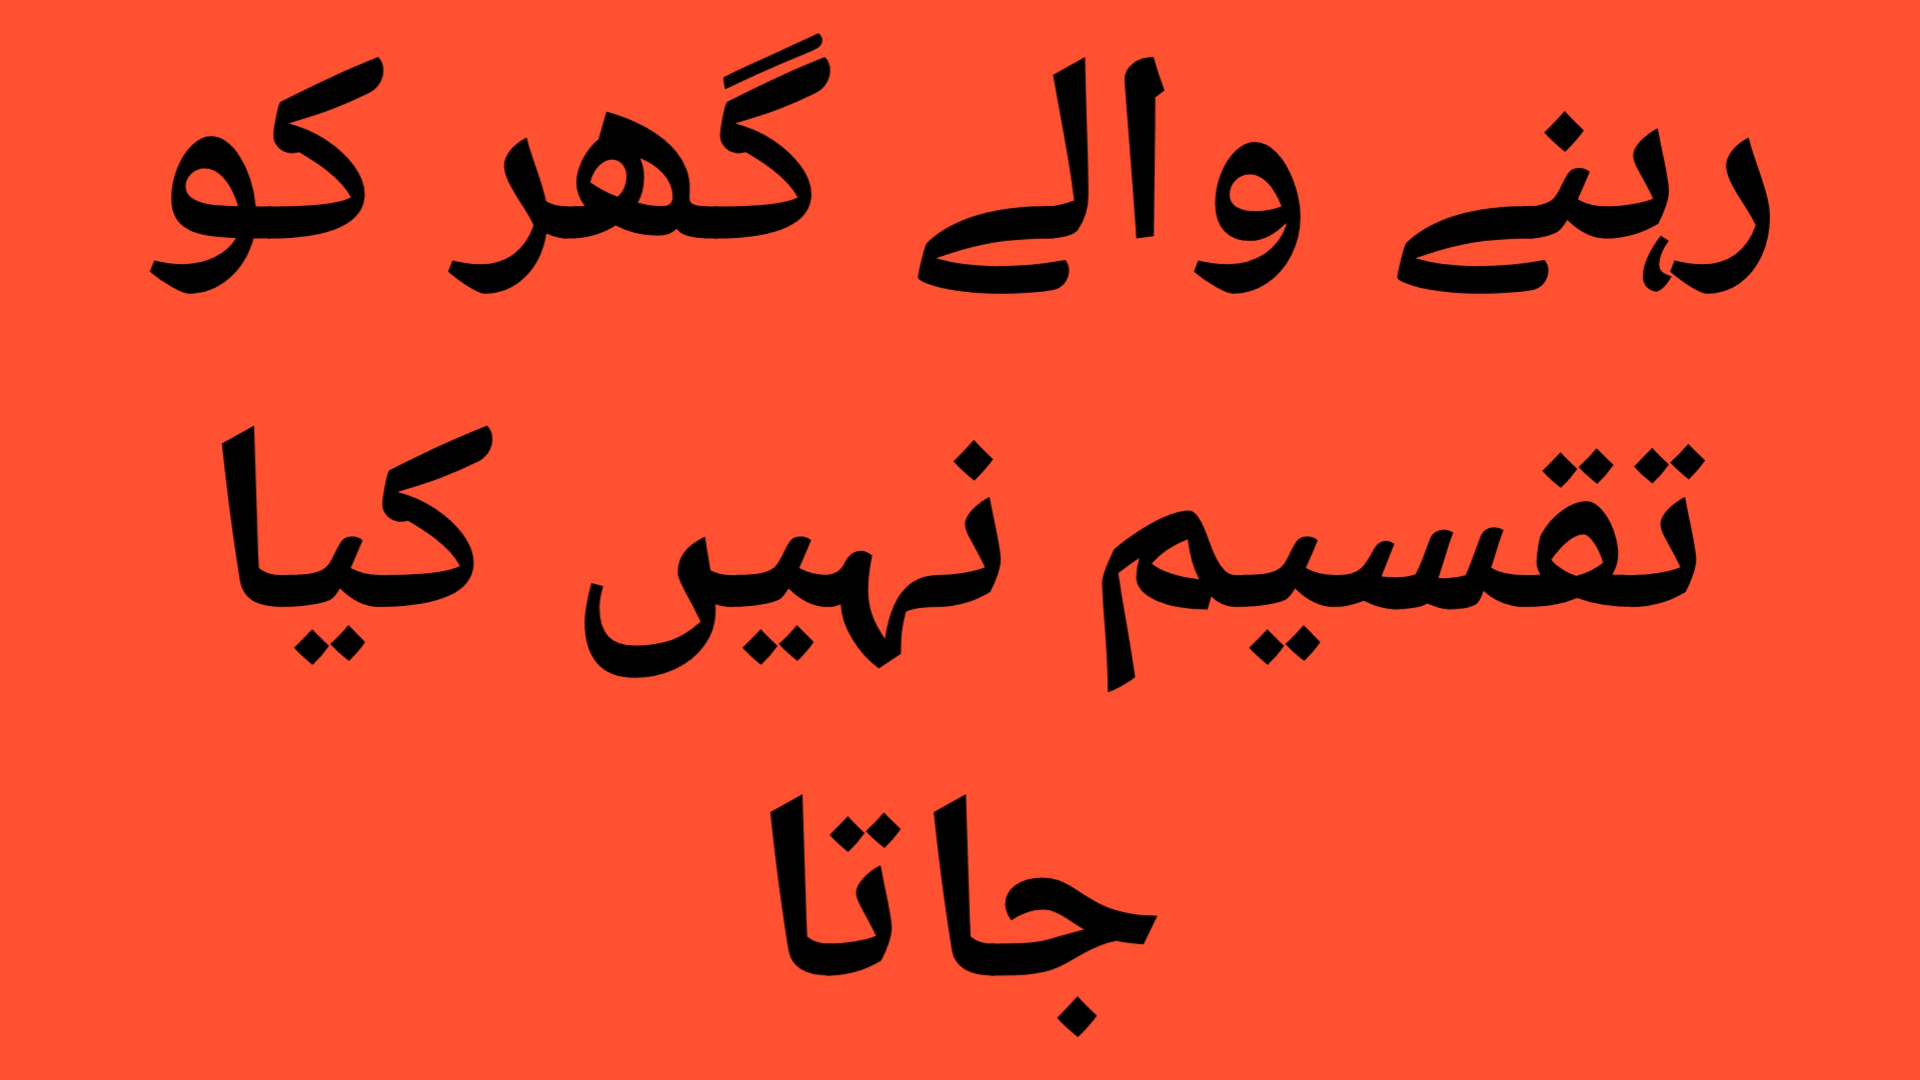 رہنے والے گھر کو
تقسیم نہیں کیا
جاتا